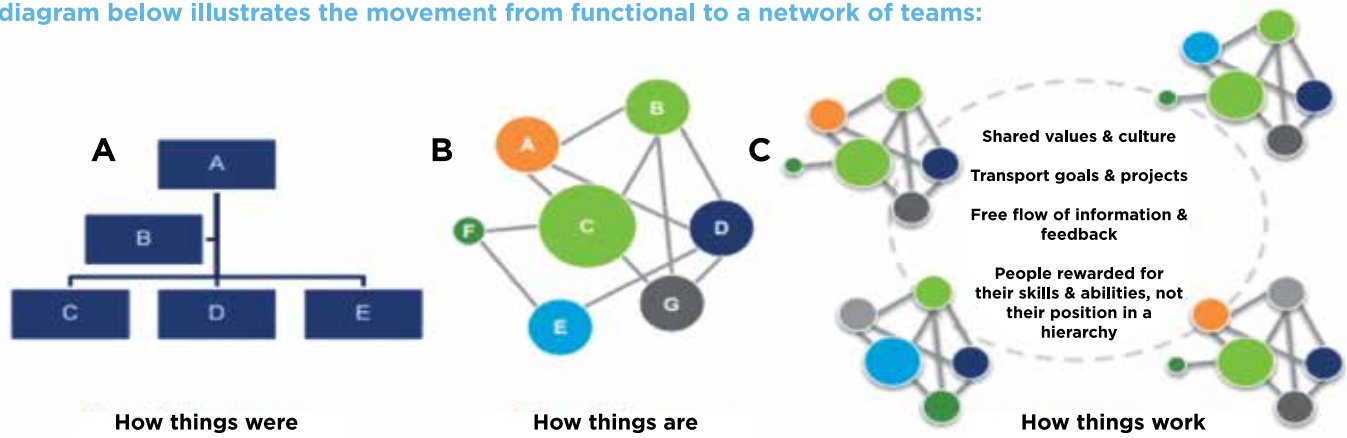 diagram below illustrates the movement from functional to a network of teams:
A
A
B
C
D
E
How things were
B
A
B
C
D
E
F
G
How things are
C
Shared values & culture
Transport goals & projects
Free flow of information &
feedback
People rewarded for
their skills & abilities, not
their position in a
hierarchy
How things work